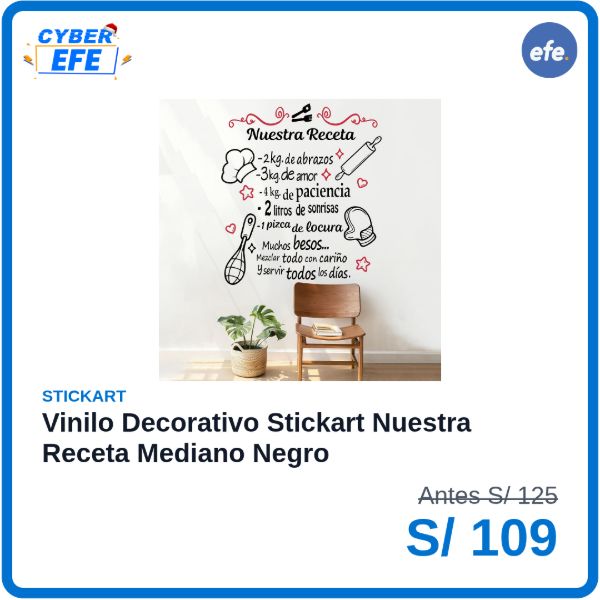 CYBER
EFE
efe.
Nuestra Receta
-2kg. de abrazos
-3kg. de amor
-4 kg. de paciencia
- 2 litros de sonrisas
-1 pizca de locura
Muchos besos...
Mezclar todo con cariño
Y servir todos los días.
STICKART
Vinilo Decorativo Stickart Nuestra
Receta Mediano Negro
Antes S/ 125
S/ 109